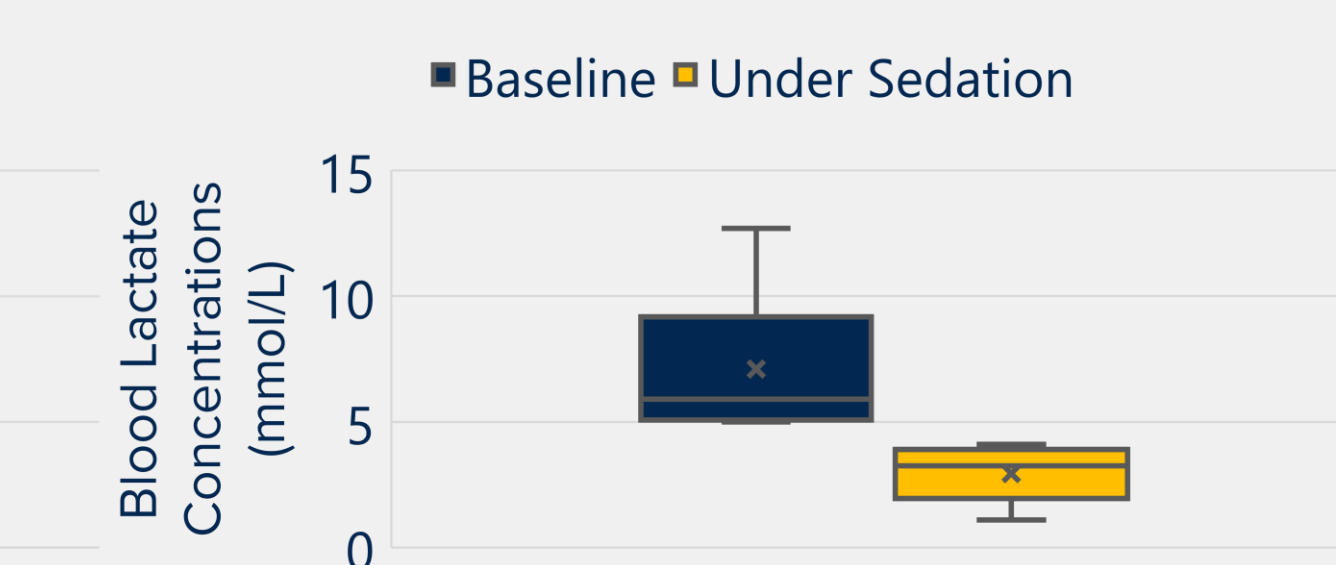 Baseline Under Sedation
Blood Lactate
Concentrations
(mmol/L)
15
10
5
0